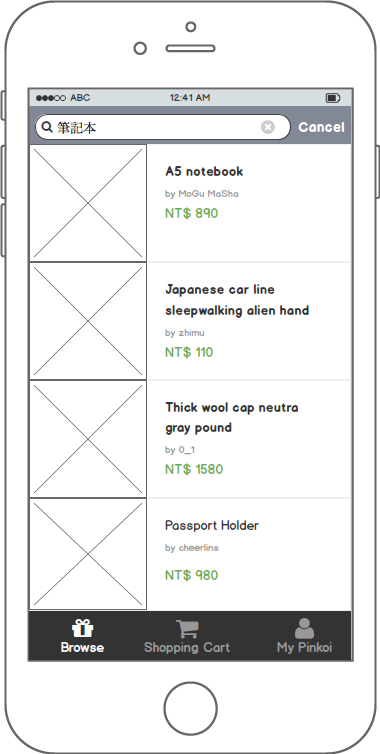 ABC 12:41 AM
筆記本 Cancel
A5 notebook
by MoGu MaSha
NT$ 890
Japanese car line
sleepwalking alien hand
by zhimu
NT$ 110
Thick wool cap neutra
gray pound
by 0_1
NT$ 1580
Passport Holder
by cheerlins
NT$ 980
Browse Shopping Cart My Pinkoi